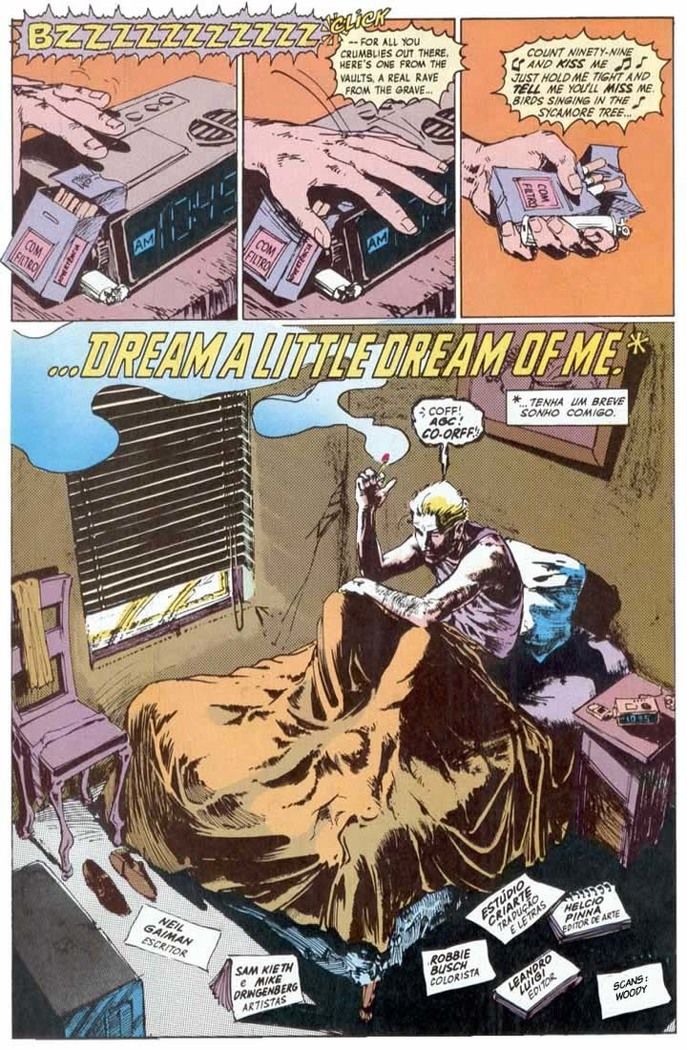 BZZZZZZZZZZZZ
CLICK
-- FOR ALL YOU
CRUMBLIES OUT THERE,
HERE'S ONE FROM THE
VAULTS, A REAL RAVE
FROM THE GRAVE...
COUNT NINETY-NINE
♫ AND KISS ME ♫ ♪
JUST HOLD ME TIGHT AND
TELL ME YOU'LL MISS ME.
BIRDS SINGING IN THE ♪
SYCAMORE TREE...
COM
FILTRO
AM
10:45
COM
FILTRO
AM
COM
FILTRO
...DREAM A LITTLE DREAM OF ME.*
*...TENHA UM BREVE
SONHO COMIGO.
COFF!
AGC!
CO-ORFF!!
NEIL
GAIMAN
ESCRITOR
SAM KIETH
e MIKE
DRINGENBERG
ARTISTAS
ROBBIE
BUSCH
COLORISTA
ESTÚDIO
CRIARTE
TRADUÇÃO
E LETRAS
HELCIO
PINNA
EDITOR DE ARTE
LEANDRO
LUIGI
EDITOR
SCANS:
WOODY